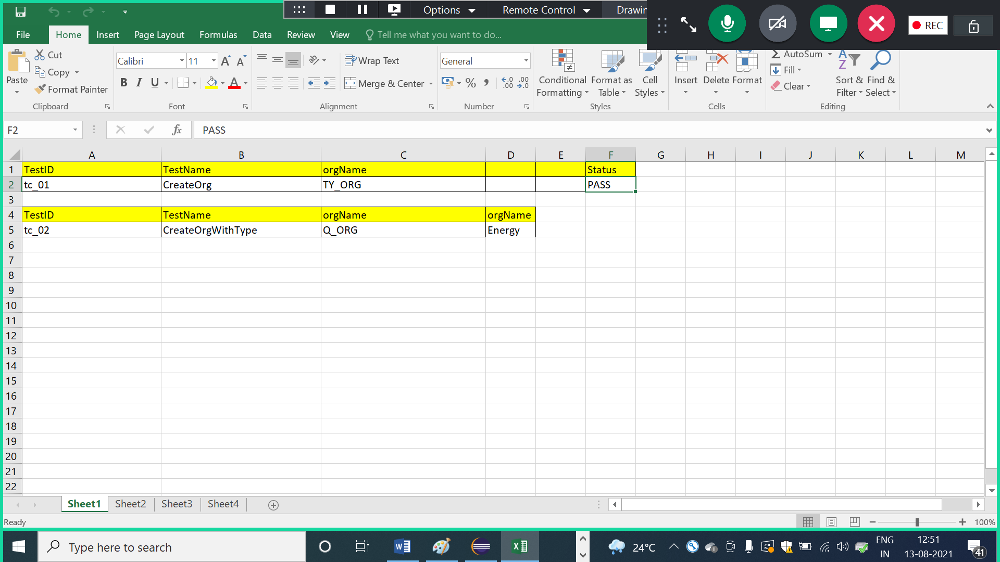 Options
Remote Control
Drawin
REC
File
Home
Insert
Page Layout
Formulas
Data
Review
View
Tell me what you want to do...
Paste
Cut
Copy
Format Painter
Clipboard
Calibri
11
B I U
Font
Wrap Text
Merge & Center
Alignment
General
Number
Conditional Formatting
Format as Table
Cell Styles
Styles
Insert
Delete
Format
Cells
AutoSum
Fill
Clear
Sort & Filter
Find & Select
Editing
F2
fx
PASS
A B C D E F G H I J K L M
1 TestID TestName orgName Status
2 tc_01 CreateOrg TY_ORG PASS
3
4 TestID TestName orgName orgName
5 tc_02 CreateOrgWithType Q_ORG Energy
6
7
8
9
10
11
12
13
14
15
16
17
18
19
20
21
22
Sheet1 Sheet2 Sheet3 Sheet4
Ready
100%
Type here to search
24°C
ENG
IN
12:51
13-08-2021
41